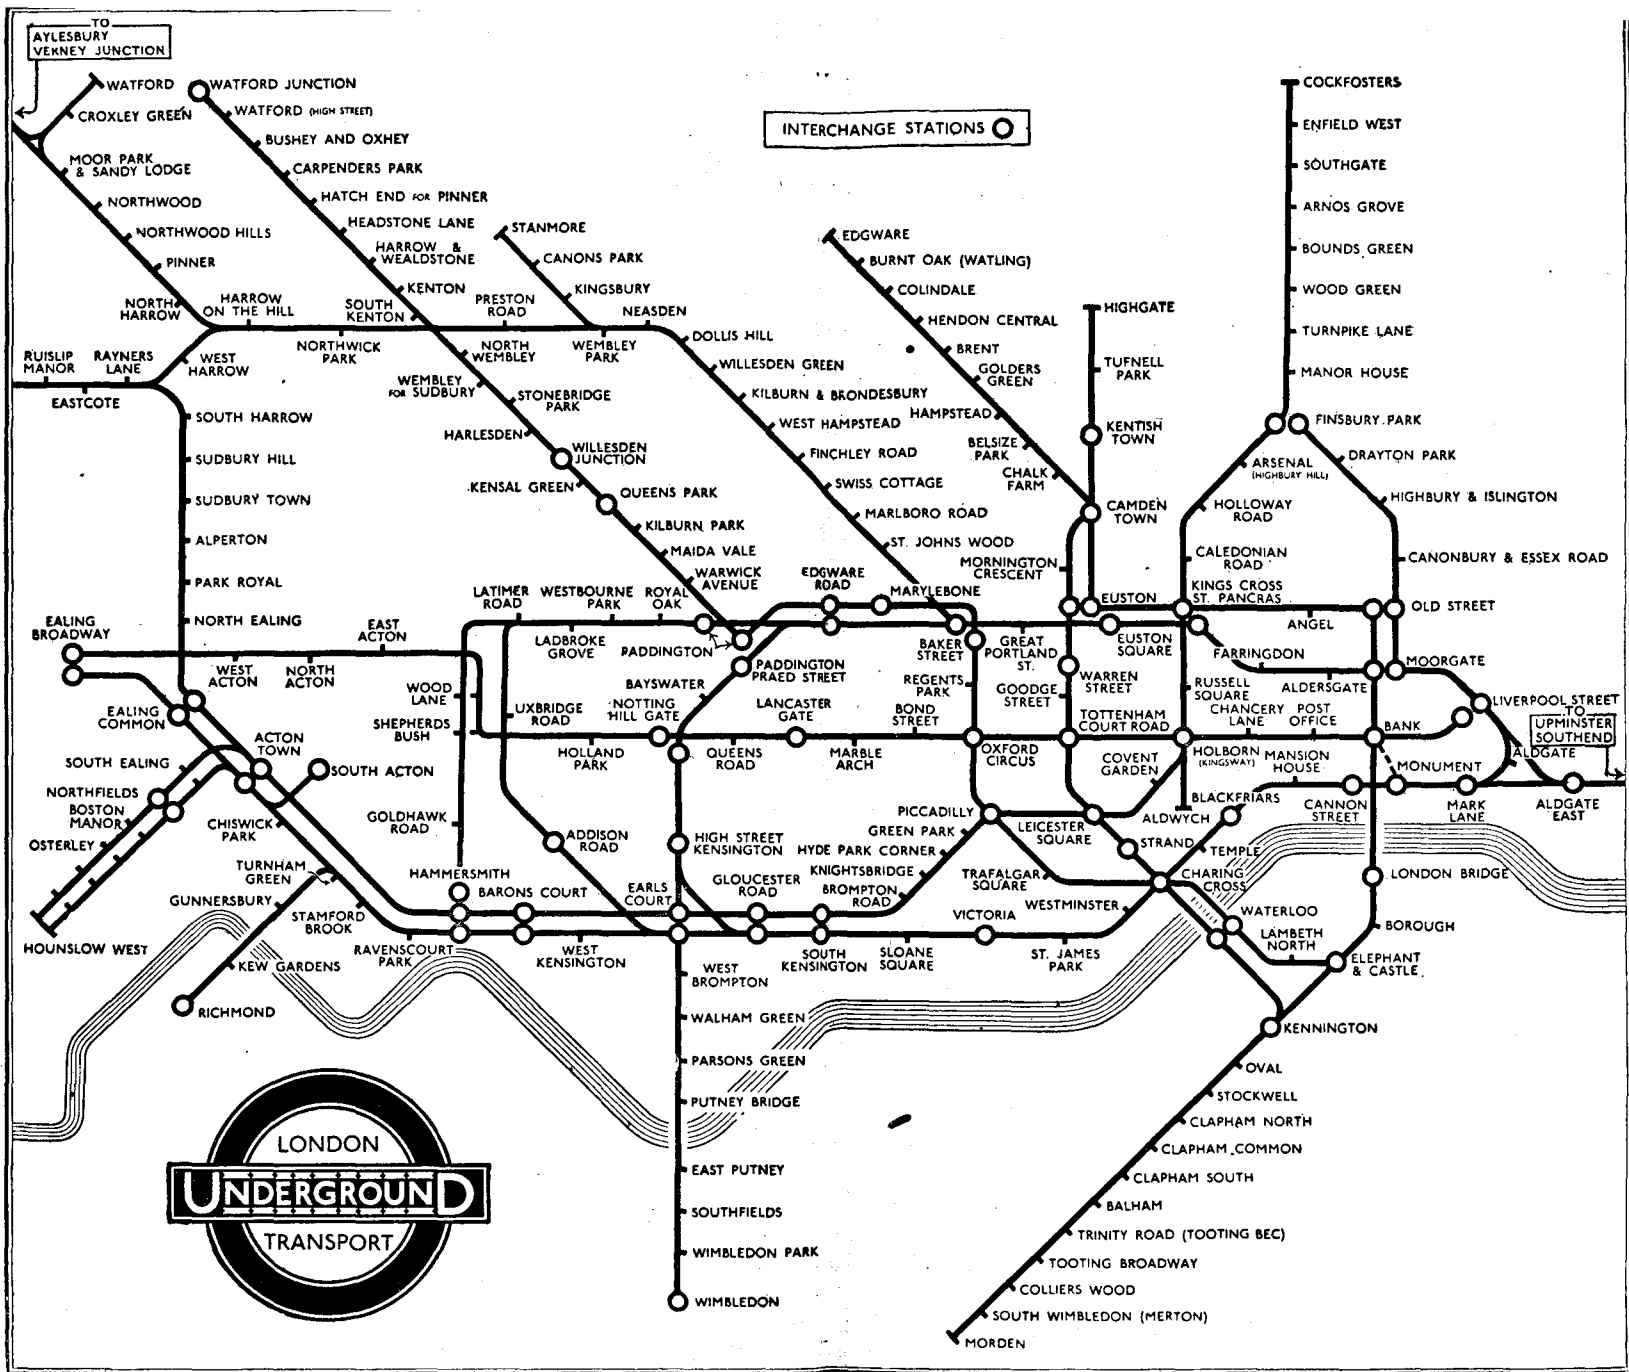 TO
AYLESBURY
VERNEY JUNCTION
WATFORD
CROXLEY GREEN
MOOR PARK
& SANDY LODGE
NORTHWOOD
NORTHWOOD HILLS
PINNER
NORTH
HARROW
HARROW
ON THE HILL
WATFORD JUNCTION
WATFORD (HIGH STREET)
BUSHEY AND OXHEY
CARPENDERS PARK
HATCH END FOR PINNER
HEADSTONE LANE
HARROW &
WEALDSTONE
KENTON
SOUTH
KENTON
PRESTON
ROAD
NORTHWICK
PARK
NORTH
WEMBLEY
WEMBLEY
FOR SUDBURY
STONEBRIDGE
PARK
HARLESDEN
WILLESDEN
JUNCTION
KENSAL GREEN
QUEENS PARK
KILBURN PARK
MAIDA VALE
WARWICK
AVENUE
STANMORE
CANONS PARK
KINGSBURY
NEASDEN
WEMBLEY
PARK
DOLLIS HILL
WILLESDEN GREEN
KILBURN & BRONDESBURY
WEST HAMPSTEAD
FINCHLEY ROAD
SWISS COTTAGE
MARLBORO ROAD
ST. JOHNS WOOD
INTERCHANGE STATIONS
EDGWARE
BURNT OAK (WATLING)
COLINDALE
HENDON CENTRAL
BRENT
GOLDERS
GREEN
HAMPSTEAD
BELSIZE
PARK
CHALK
FARM
HIGHGATE
TUFNELL
PARK
KENTISH
TOWN
CAMDEN
TOWN
MORNINGTON
CRESCENT
EUSTON
COCKFOSTERS
ENFIELD WEST
SOUTHGATE
ARNOS GROVE
BOUNDS GREEN
WOOD GREEN
TURNPIKE LANE
MANOR HOUSE
FINSBURY PARK
ARSENAL
(HIGHBURY HILL)
HOLLOWAY
ROAD
CALEDONIAN
ROAD
KINGS CROSS
ST. PANCRAS
DRAYTON PARK
HIGHBURY & ISLINGTON
CANONBURY & ESSEX ROAD
OLD STREET
ANGEL
RUISLIP
MANOR
RAYNERS
LANE
WEST
HARROW
EASTCOTE
SOUTH HARROW
SUDBURY HILL
SUDBURY TOWN
ALPERTON
PARK ROYAL
NORTH EALING
EALING
BROADWAY
EAST
ACTON
WEST
ACTON
NORTH
ACTON
EALING
COMMON
ACTON
TOWN
SOUTH ACTON
SOUTH EALING
NORTHFIELDS
BOSTON
MANOR
OSTERLEY
HOUNSLOW WEST
CHISWICK
PARK
TURNHAM
GREEN
GUNNERSBURY
KEW GARDENS
RICHMOND
STAMFORD
BROOK
RAVENSCOURT
PARK
LATIMER
ROAD
WESTBOURNE
PARK
ROYAL
OAK
LADBROKE
GROVE
PADDINGTON
PADDINGTON
PRAED STREET
EDGWARE
ROAD
MARYLEBONE
BAKER
STREET
GREAT
PORTLAND
ST.
EUSTON
SQUARE
FARRINGDON
ALDERSGATE
MOORGATE
LIVERPOOL STREET
TO
UPMINSTER
SOUTHEND
WOOD
LANE
SHEPHERDS
BUSH
UXBRIDGE
ROAD
GOLDHAWK
ROAD
HAMMERSMITH
BARONS COURT
ADDISON
ROAD
BAYSWATER
NOTTING
HILL GATE
HOLLAND
PARK
QUEENS
ROAD
LANCASTER
GATE
MARBLE
ARCH
BOND
STREET
REGENTS
PARK
OXFORD
CIRCUS
GOODGE
STREET
WARREN
STREET
TOTTENHAM
COURT ROAD
RUSSELL
SQUARE
CHANCERY
LANE
POST
OFFICE
BANK
HOLBORN
(KINGSWAY)
COVENT
GARDEN
ALDWYCH
MANSION
HOUSE
BLACKFRIARS
CANNON
STREET
MONUMENT
MARK
LANE
ALDGATE
ALDGATE
EAST
PICCADILLY
GREEN PARK
HYDE PARK CORNER
KNIGHTSBRIDGE
BROMPTON
ROAD
LEICESTER
SQUARE
STRAND
TEMPLE
TRAFALGAR
SQUARE
CHARING
CROSS
WESTMINSTER
HIGH STREET
KENSINGTON
EARLS
COURT
GLOUCESTER
ROAD
WEST
KENSINGTON
SOUTH
KENSINGTON
SLOANE
SQUARE
VICTORIA
ST. JAMES
PARK
WATERLOO
LAMBETH
NORTH
LONDON BRIDGE
BOROUGH
ELEPHANT
& CASTLE
KENNINGTON
OVAL
STOCKWELL
CLAPHAM NORTH
CLAPHAM COMMON
CLAPHAM SOUTH
BALHAM
TRINITY ROAD (TOOTING BEC)
TOOTING BROADWAY
COLLIERS WOOD
SOUTH WIMBLEDON (MERTON)
MORDEN
WEST
BROMPTON
WALHAM GREEN
PARSONS GREEN
PUTNEY BRIDGE
EAST PUTNEY
SOUTHFIELDS
WIMBLEDON PARK
WIMBLEDON
LONDON
UNDERGROUND
TRANSPORT